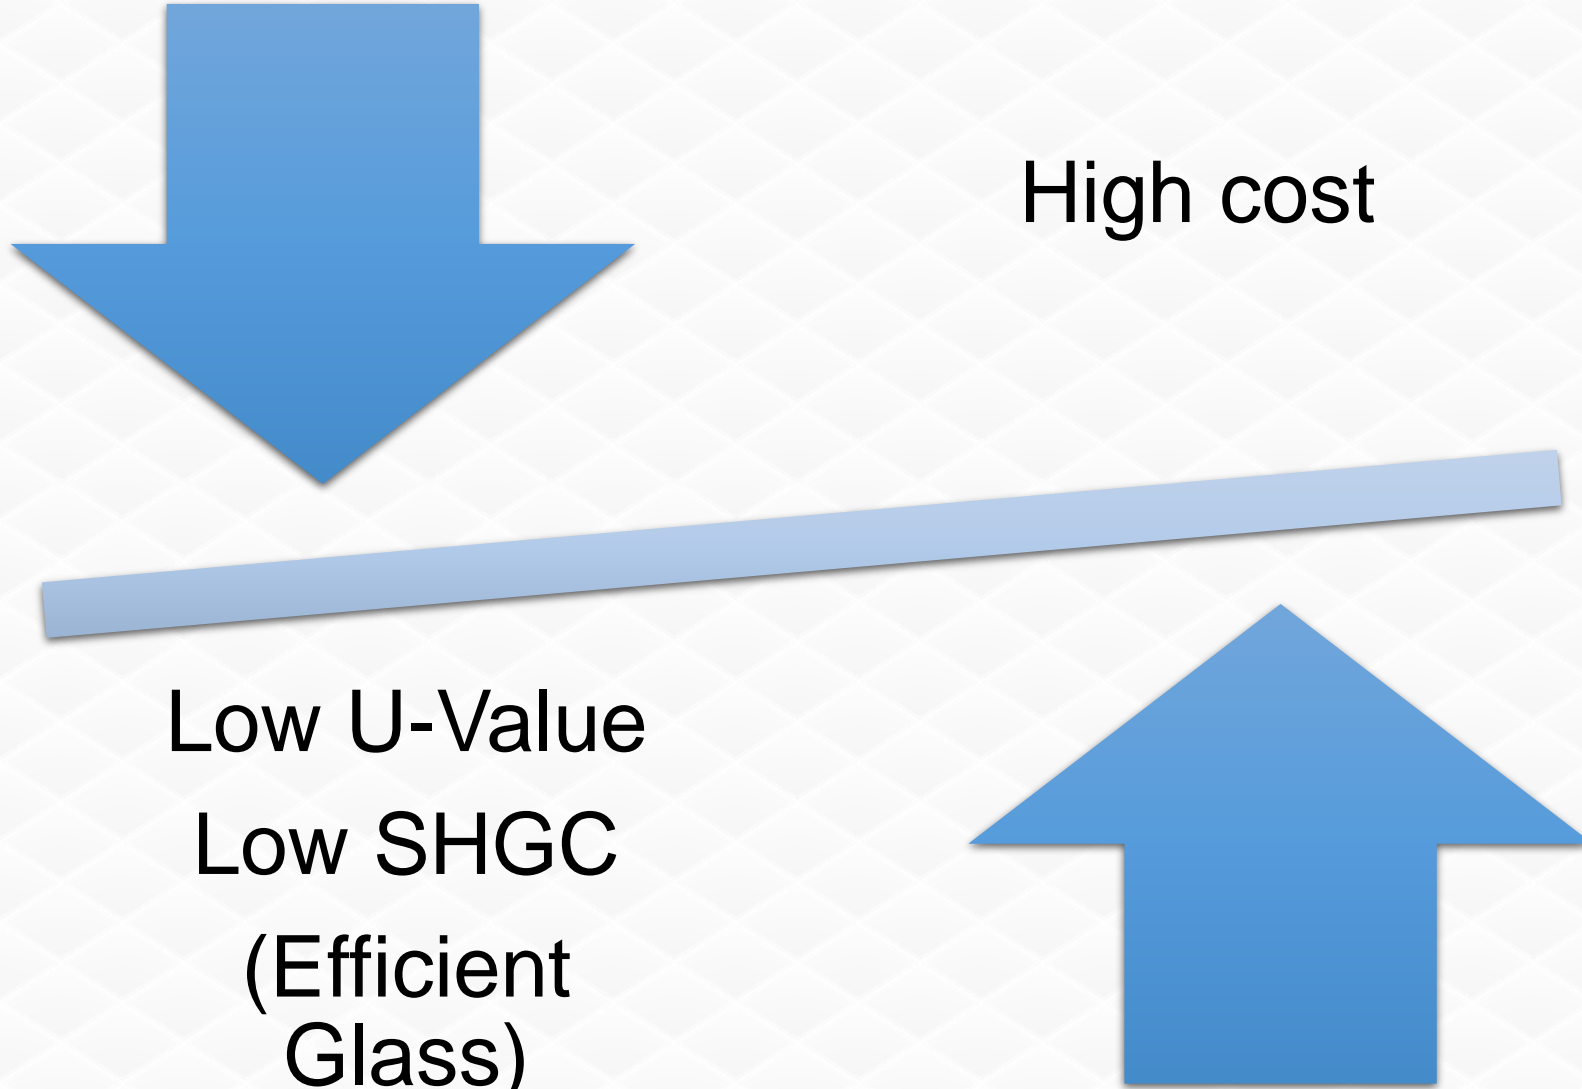 High cost
Low U-Value
Low SHGC
(Efficient
Glass)